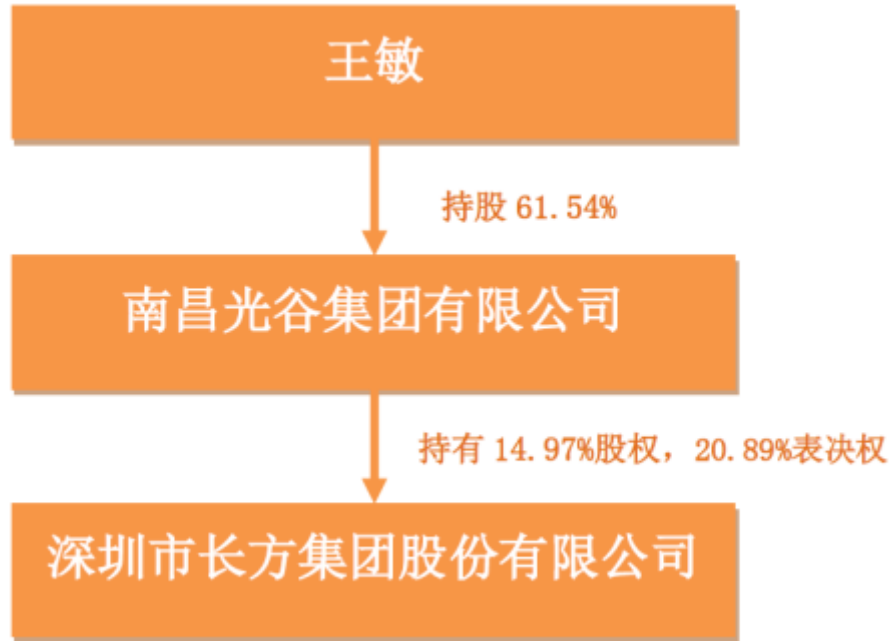 王敏
持股 61.54%
南昌光谷集团有限公司
持有 14.97%股权，20.89%表决权
深圳市长方集团股份有限公司